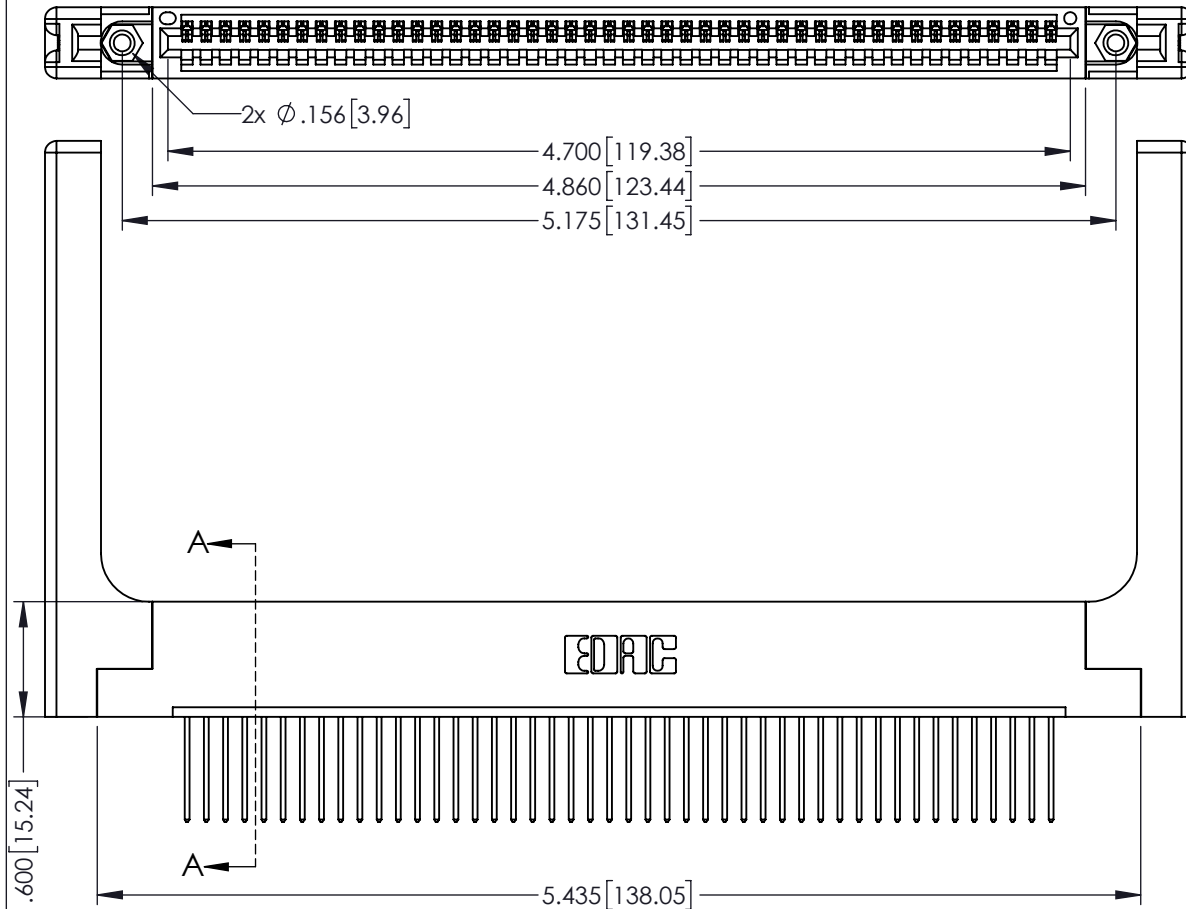 2x Ø.156[3.96]
4.700[119.38]
4.860[123.44]
5.175[131.45]
A
EDAC
A
.600[15.24]
5.435[138.05]